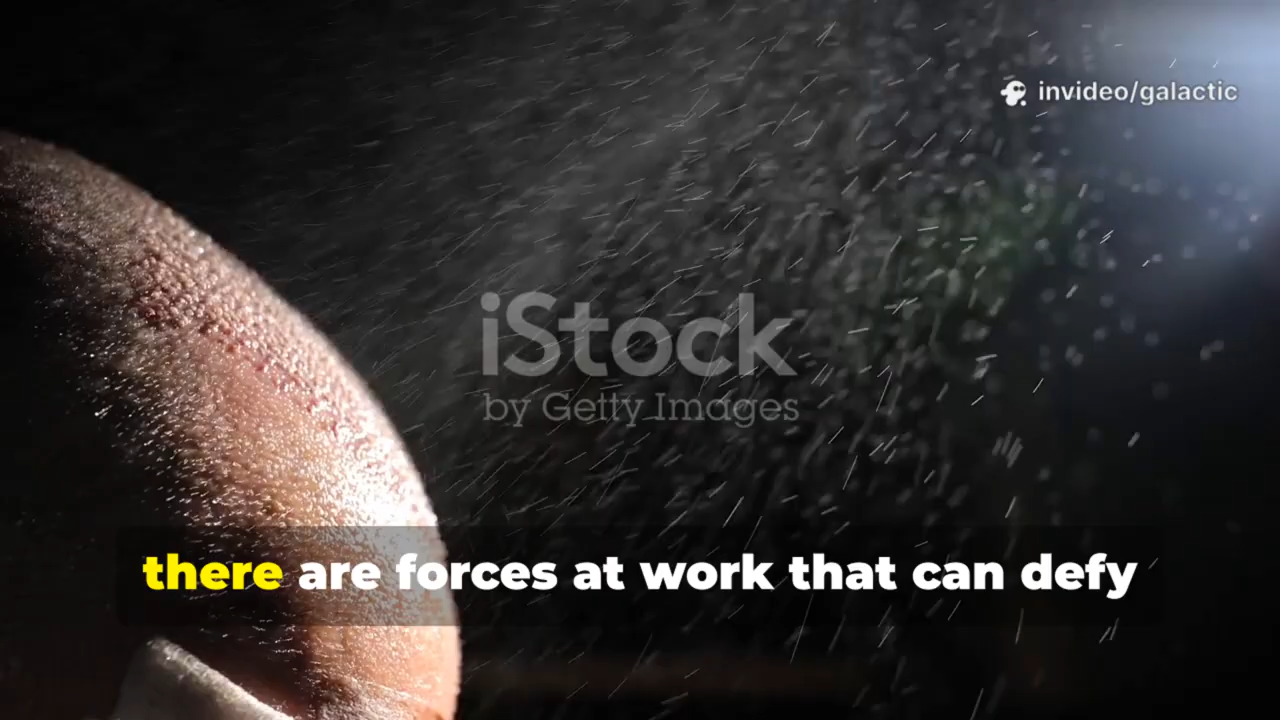 invideo/galactic
iStock
by Getty Images
there are forces at work that can defy